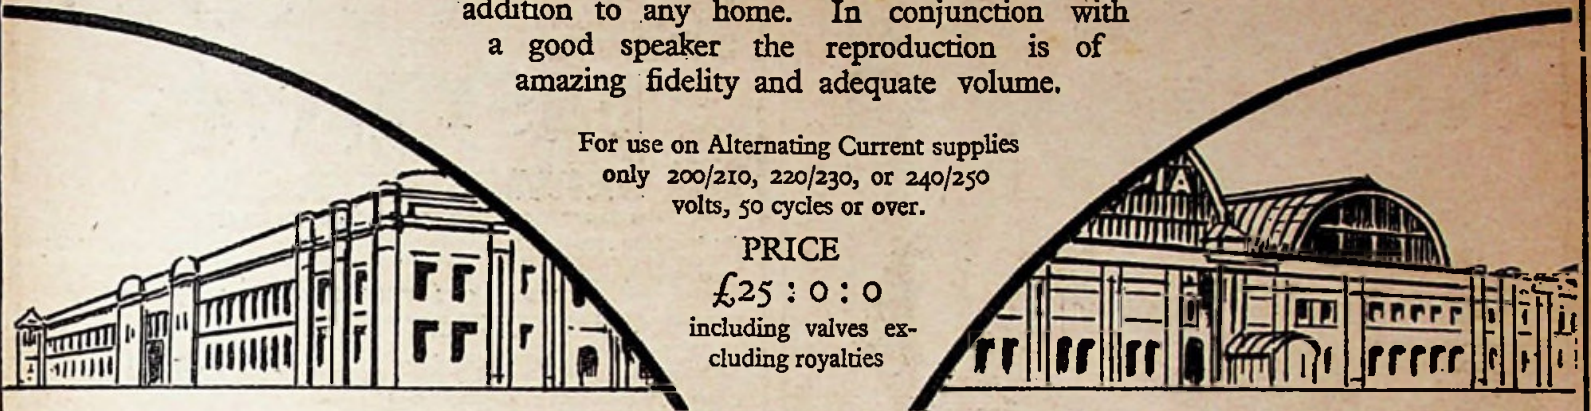 addition to any home. In conjunction with
a good speaker the reproduction is of
amazing fidelity and adequate volume.
For use on Alternating Current supplies
only 200/210, 220/230, or 240/250
volts, 50 cycles or over.
PRICE
£25 : 0 : 0
including valves ex-
cluding royalties